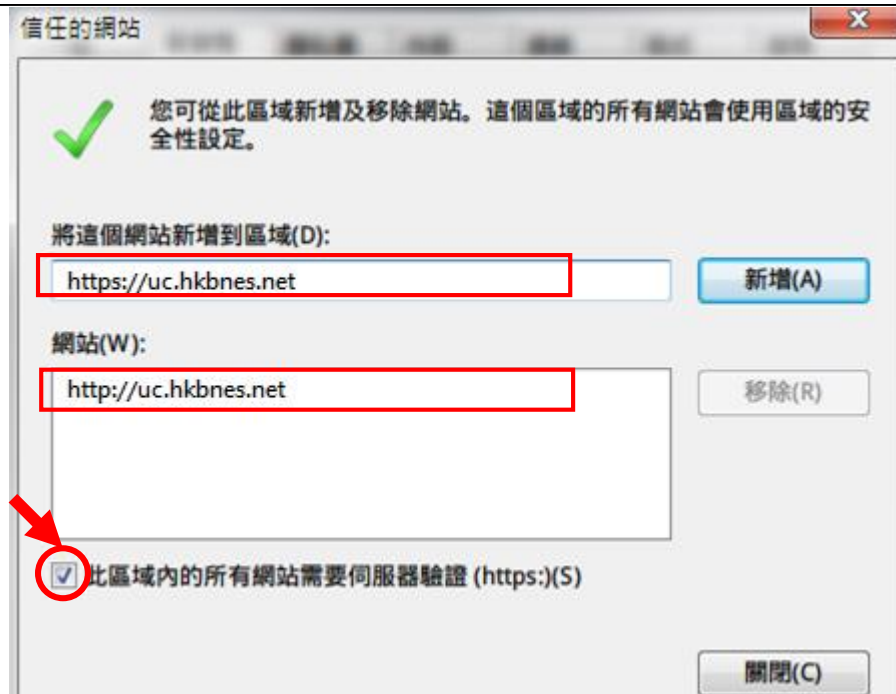 信任的網站
您可從此區域新增及移除網站。這個區域的所有網站會使用區域的安
全性設定。
將這個網站新增到區域(D):
https://uc.hkbnes.net
新增(A)
網站(W):
http://uc.hkbnes.net
移除(R)
此區域內的所有網站需要伺服器驗證 (https:)(S)
關閉(C)